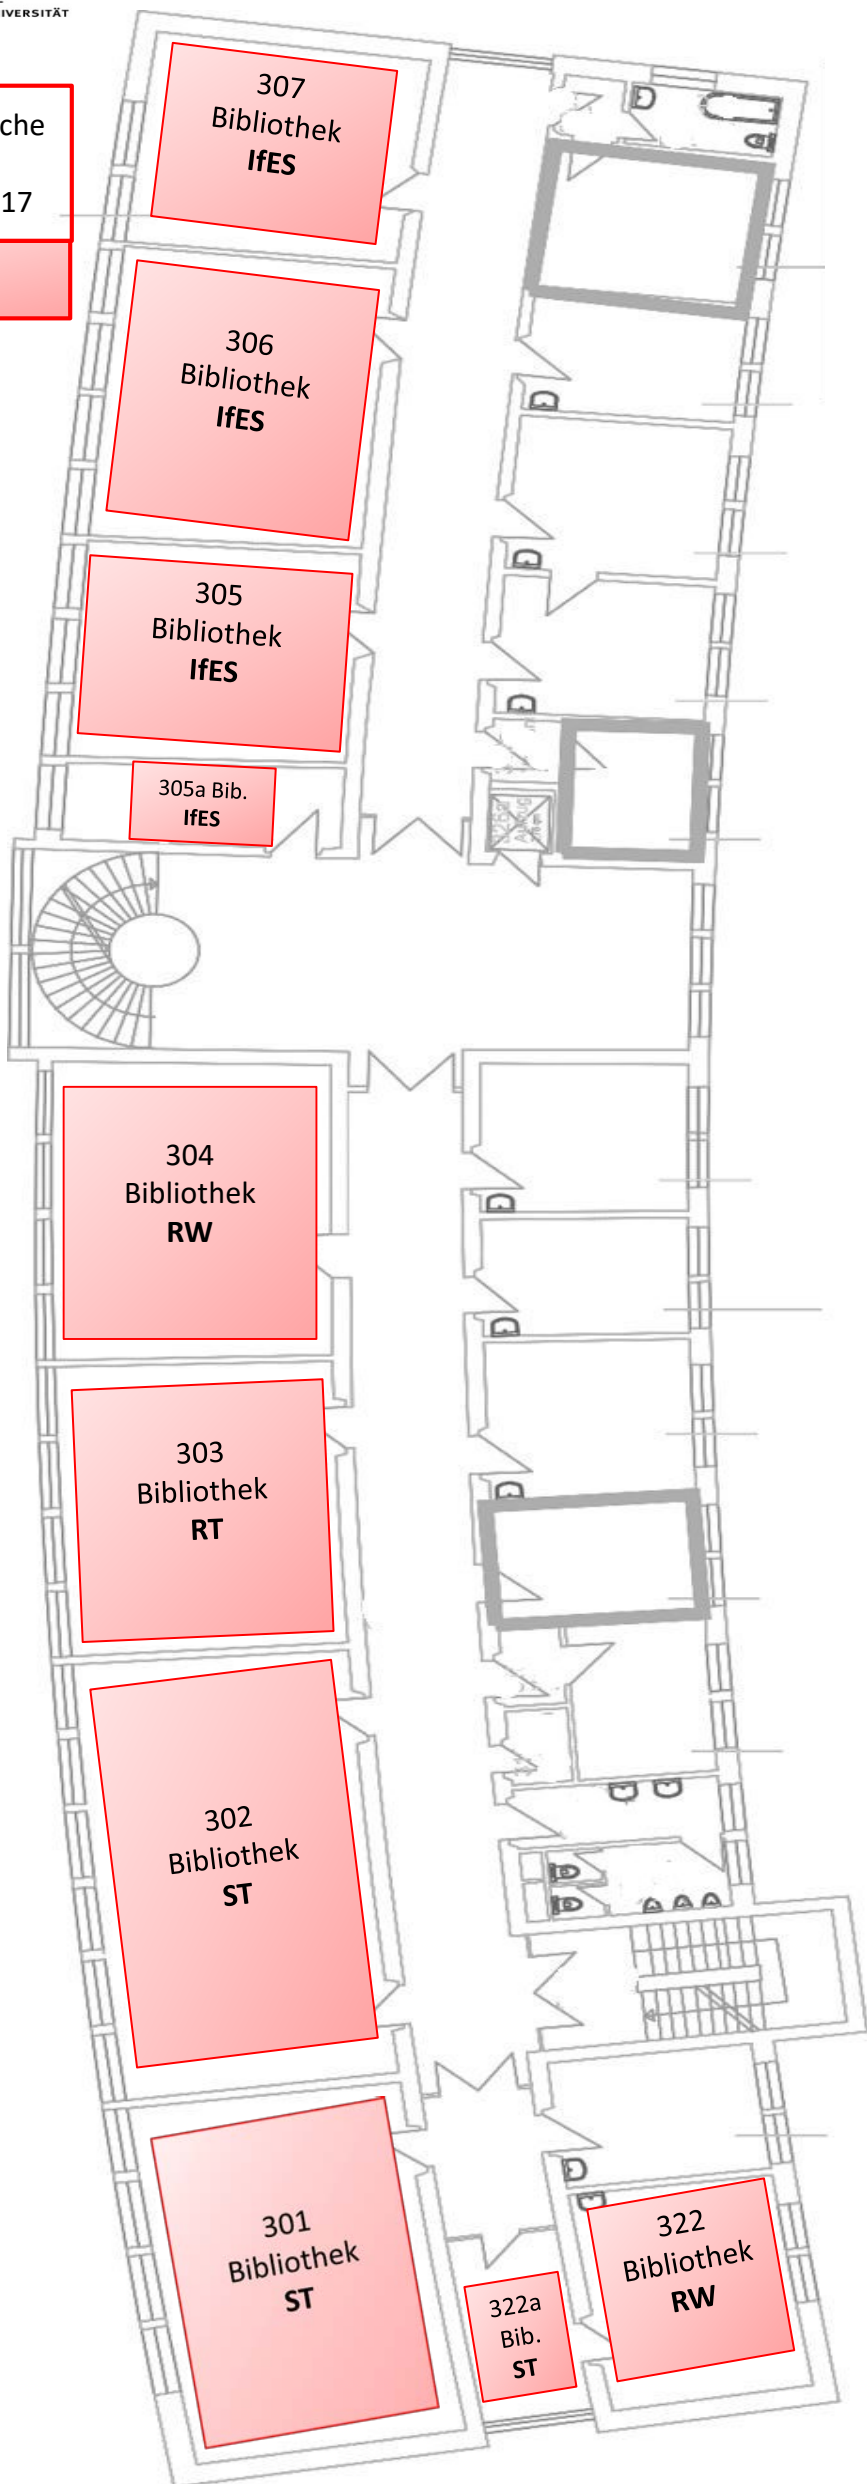 IVERSITÄT
che
17
307
Bibliothek
IfES
306
Bibliothek
IfES
305
Bibliothek
IfES
305a Bib.
IfES
304
Bibliothek
RW
303
Bibliothek
RT
302
Bibliothek
ST
301
Bibliothek
ST
322a
Bib.
ST
322
Bibliothek
RW